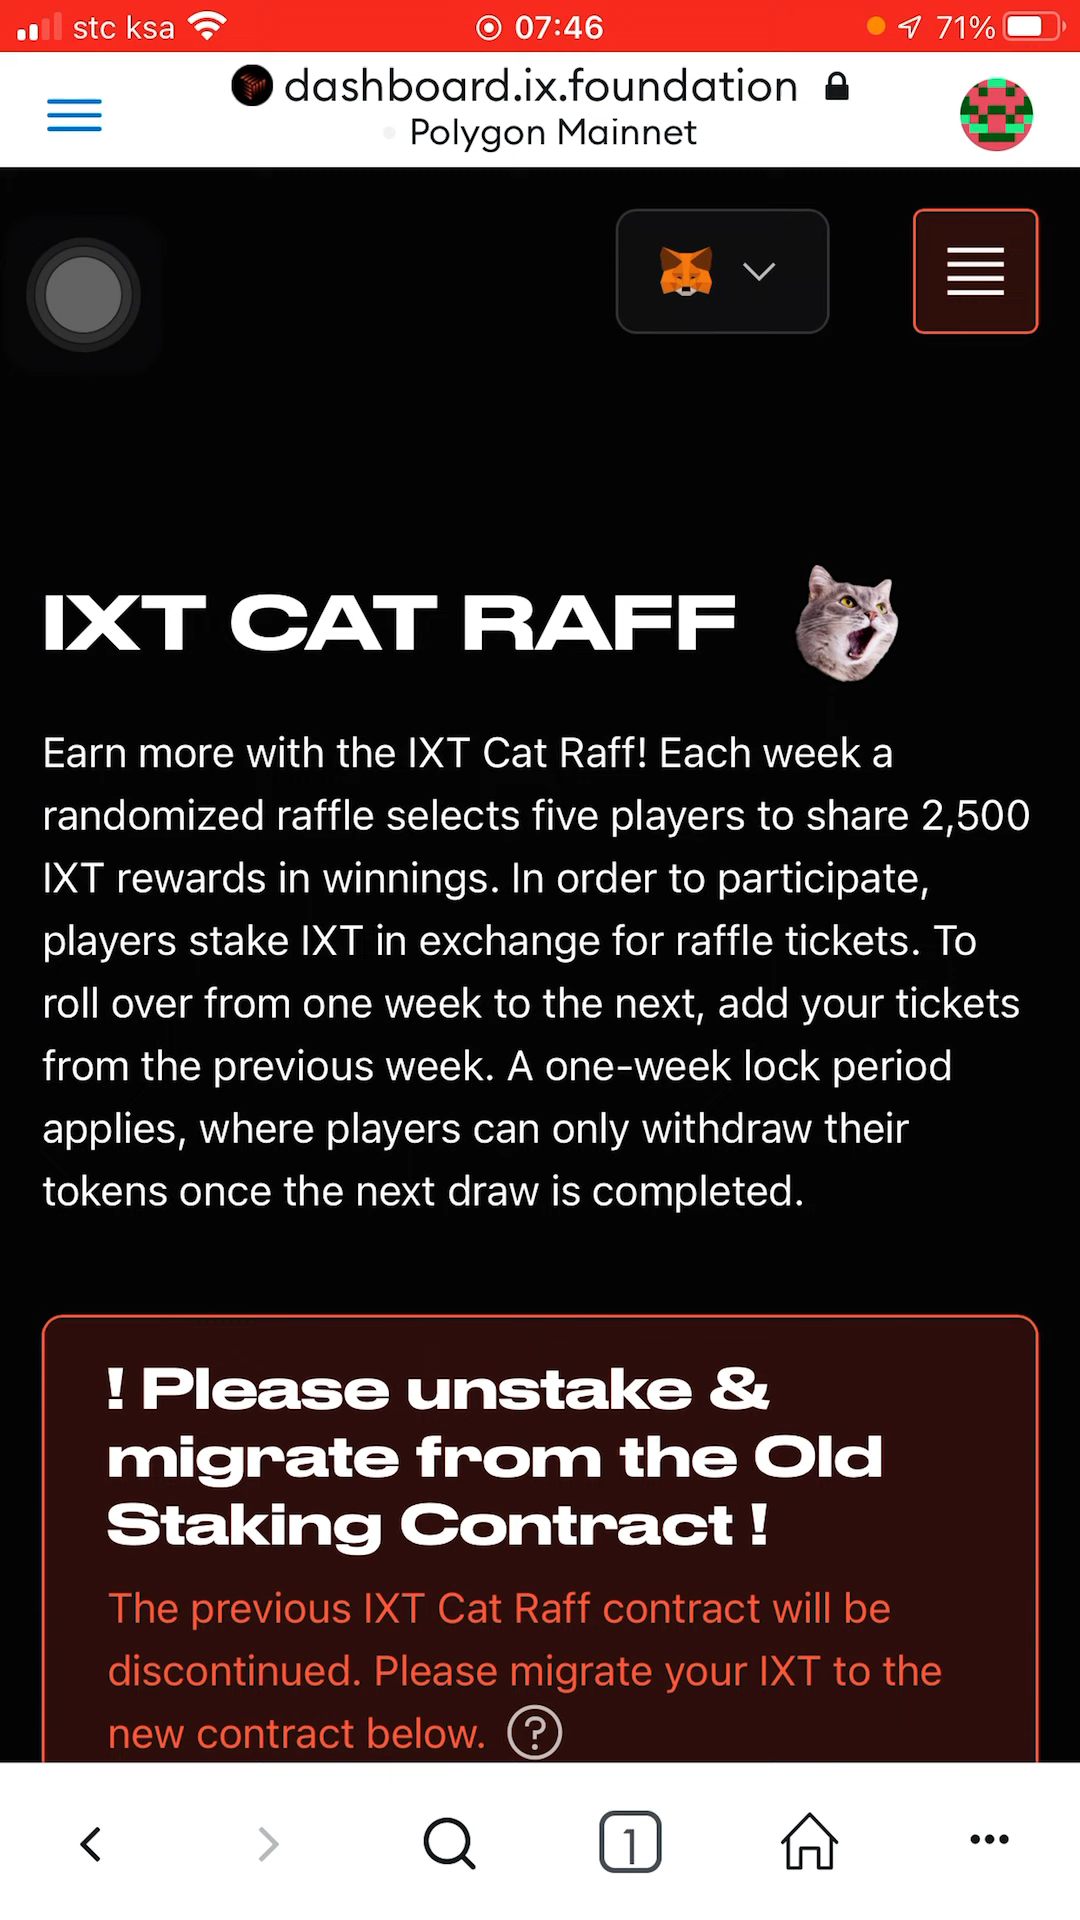 stc ksa 07:46 71%
dashboard.ix.foundation
Polygon Mainnet
IXT CAT RAFF
Earn more with the IXT Cat Raff! Each week a
randomized raffle selects five players to share 2,500
IXT rewards in winnings. In order to participate,
players stake IXT in exchange for raffle tickets. To
roll over from one week to the next, add your tickets
from the previous week. A one-week lock period
applies, where players can only withdraw their
tokens once the next draw is completed.
! Please unstake &
migrate from the Old
Staking Contract !
The previous IXT Cat Raff contract will be
discontinued. Please migrate your IXT to the
new contract below. ?
1